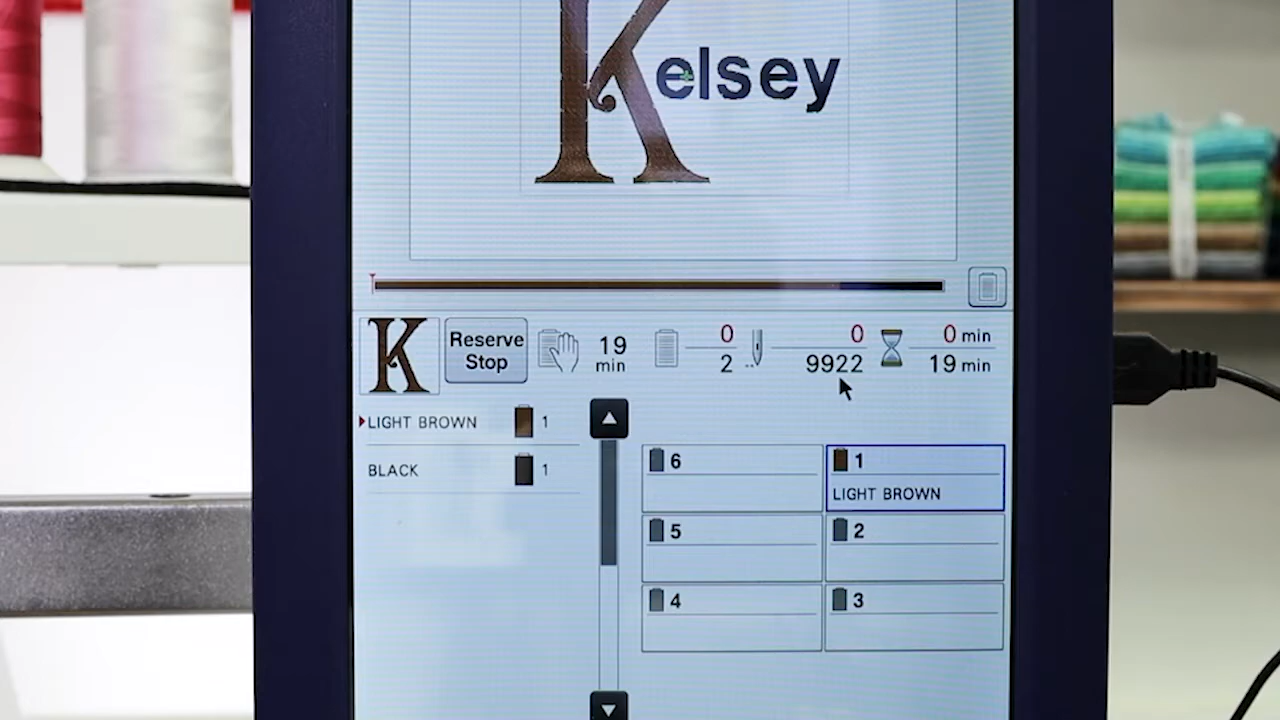 Kelsey
K
Reserve
Stop
19
min
0
2
0
9922
0 min
19 min
LIGHT BROWN 1
BLACK 1
6
1
LIGHT BROWN
5
2
4
3